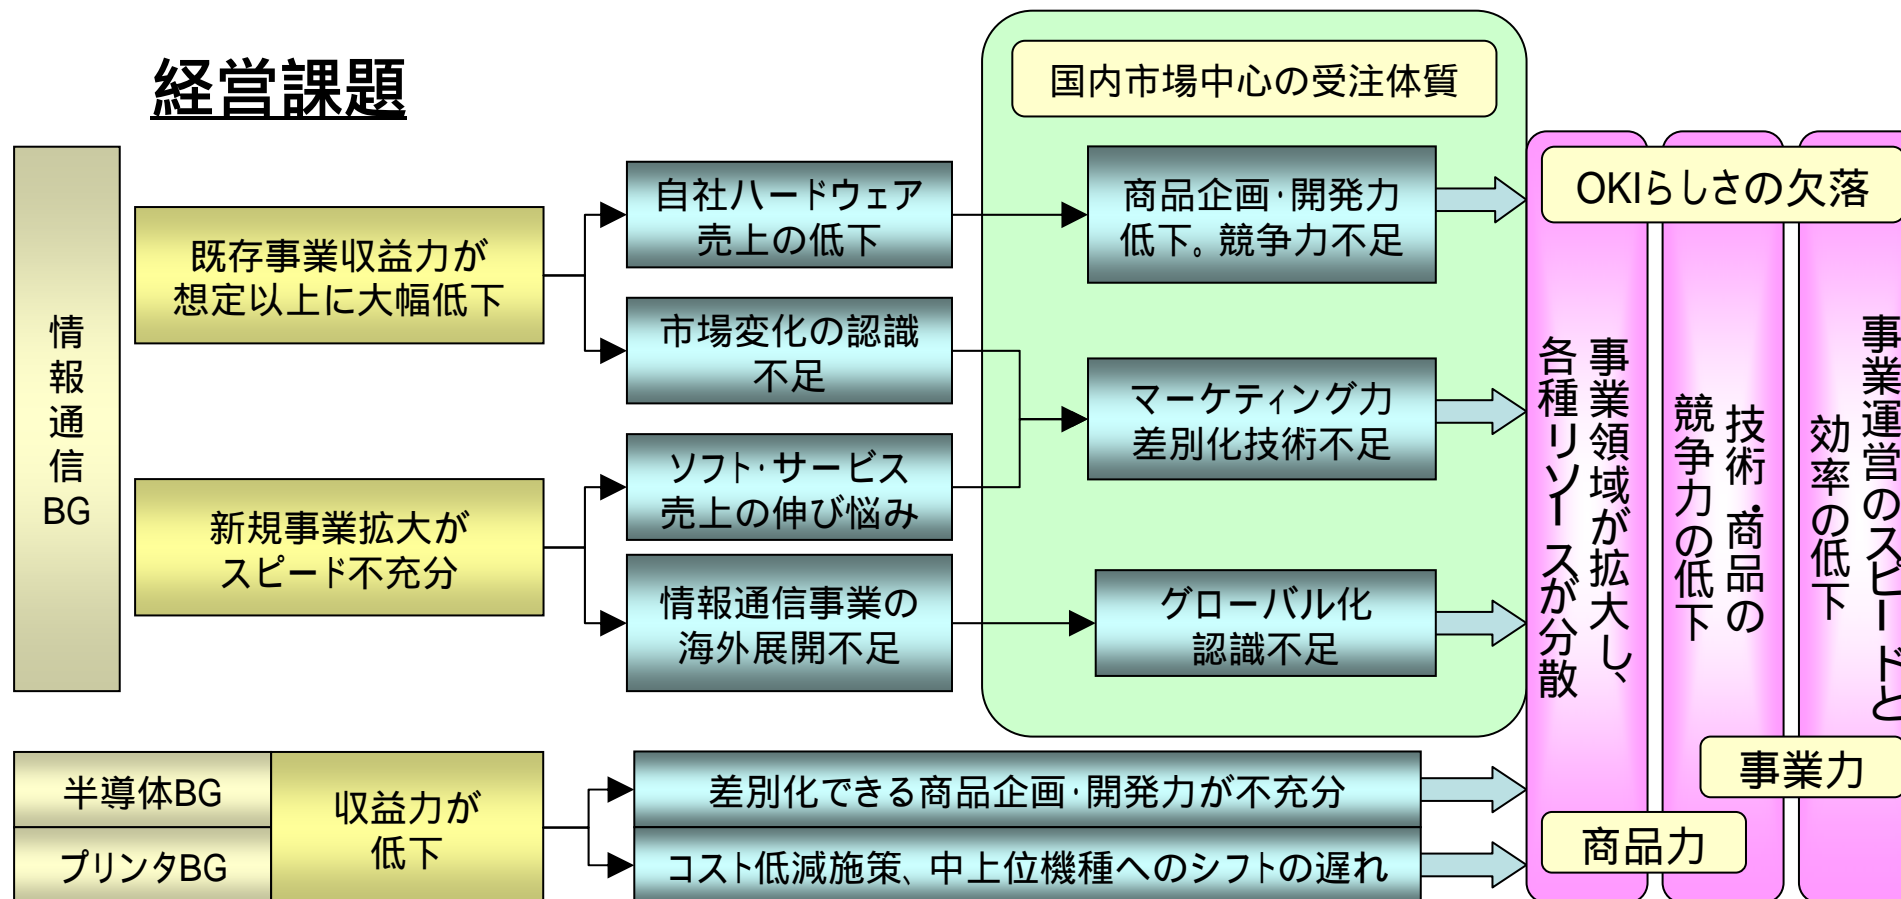 経営課題
国内市場中心の受注体質
情報通信BG
既存事業収益力が
想定以上に大幅低下
新規事業拡大が
スピード不充分
自社ハードウェア
売上の低下
市場変化の認識
不足
ソフト・サービス
売上の伸び悩み
情報通信事業の
海外展開不足
商品企画・開発力
低下。競争力不足
マーケティング力
差別化技術不足
グローバル化
認識不足
OKIらしさの欠落
事業領域が拡大し、
各種リソースが分散
技術・商品の
競争力の低下
事業運営のスピードと
効率の低下
事業力
商品力
半導体BG
プリンタBG
収益力が
低下
差別化できる商品企画・開発力が不充分
コスト低減施策、中上位機種へのシフトの遅れ